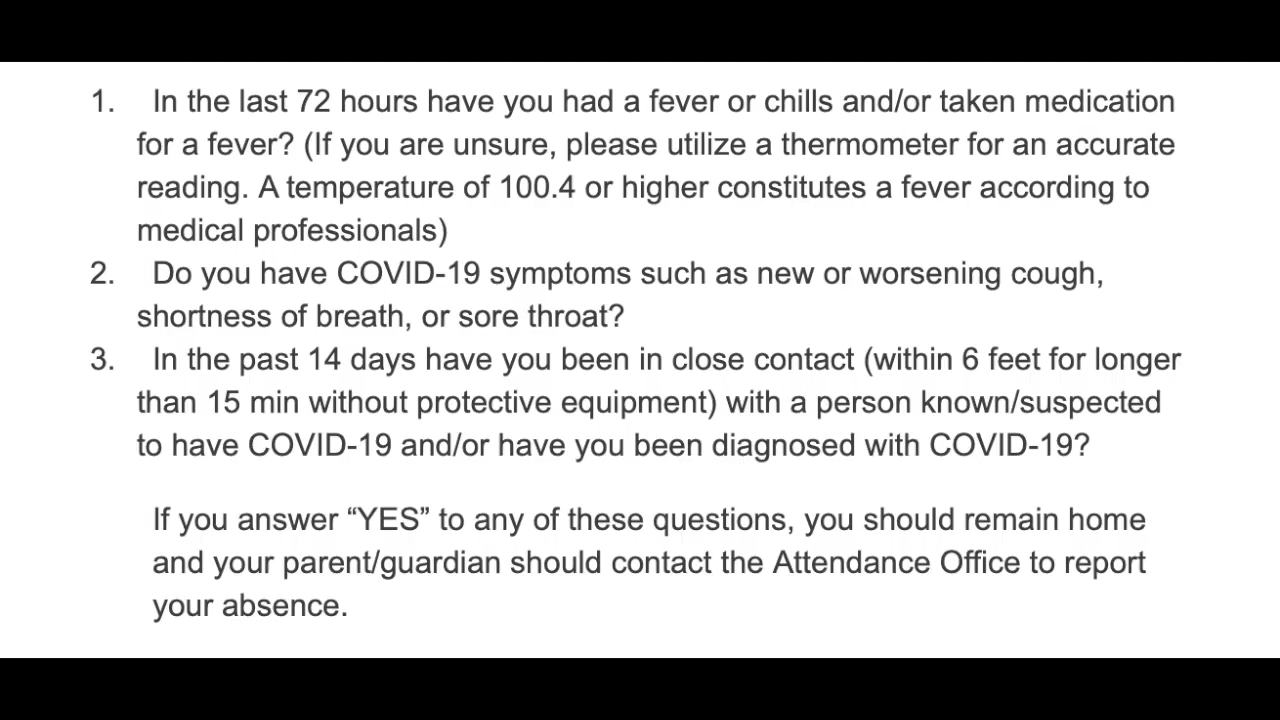 1. In the last 72 hours have you had a fever or chills and/or taken medication
for a fever? (If you are unsure, please utilize a thermometer for an accurate
reading. A temperature of 100.4 or higher constitutes a fever according to
medical professionals)
2. Do you have COVID-19 symptoms such as new or worsening cough,
shortness of breath, or sore throat?
3. In the past 14 days have you been in close contact (within 6 feet for longer
than 15 min without protective equipment) with a person known/suspected
to have COVID-19 and/or have you been diagnosed with COVID-19?
If you answer “YES” to any of these questions, you should remain home
and your parent/guardian should contact the Attendance Office to report
your absence.